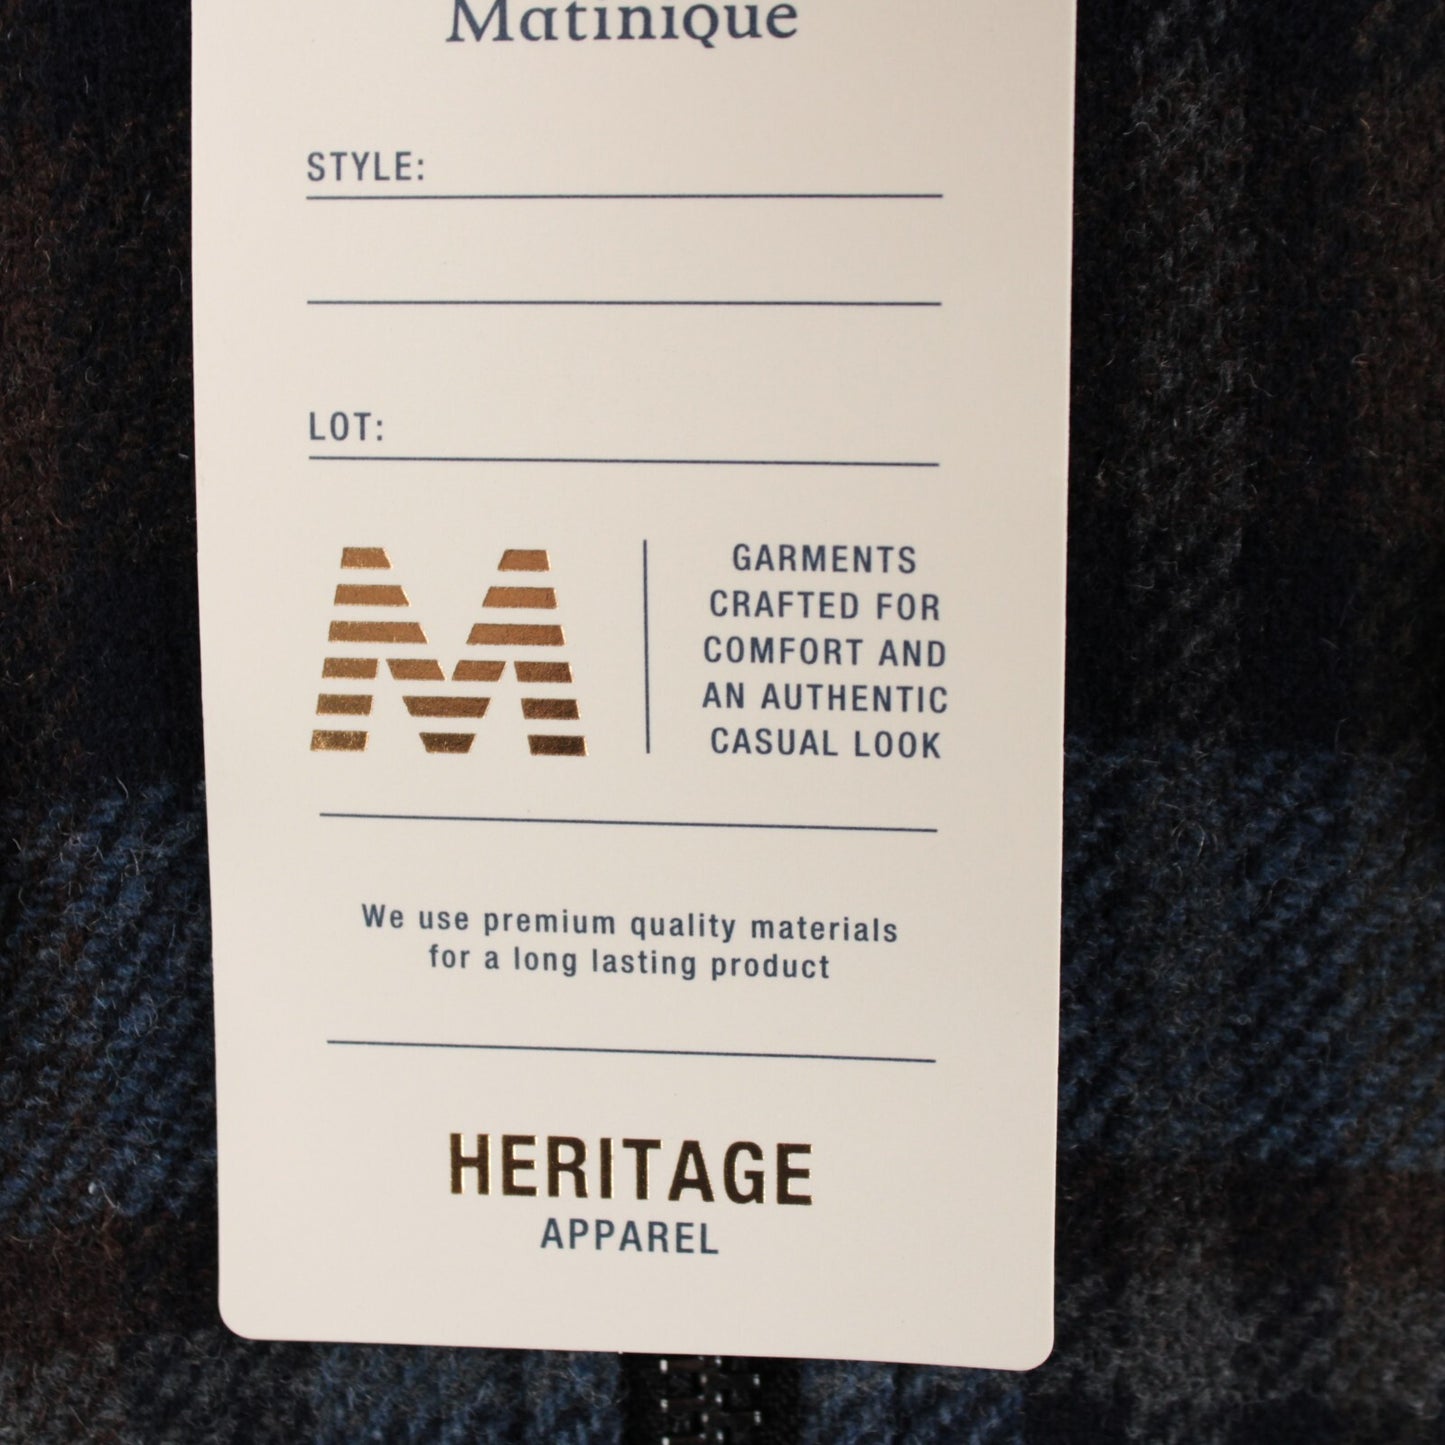 Matinique
STYLE:
LOT:
M
GARMENTS
CRAFTED FOR
COMFORT AND
AN AUTHENTIC
CASUAL LOOK
We use premium quality materials
for a long lasting product
HERITAGE
APPAREL